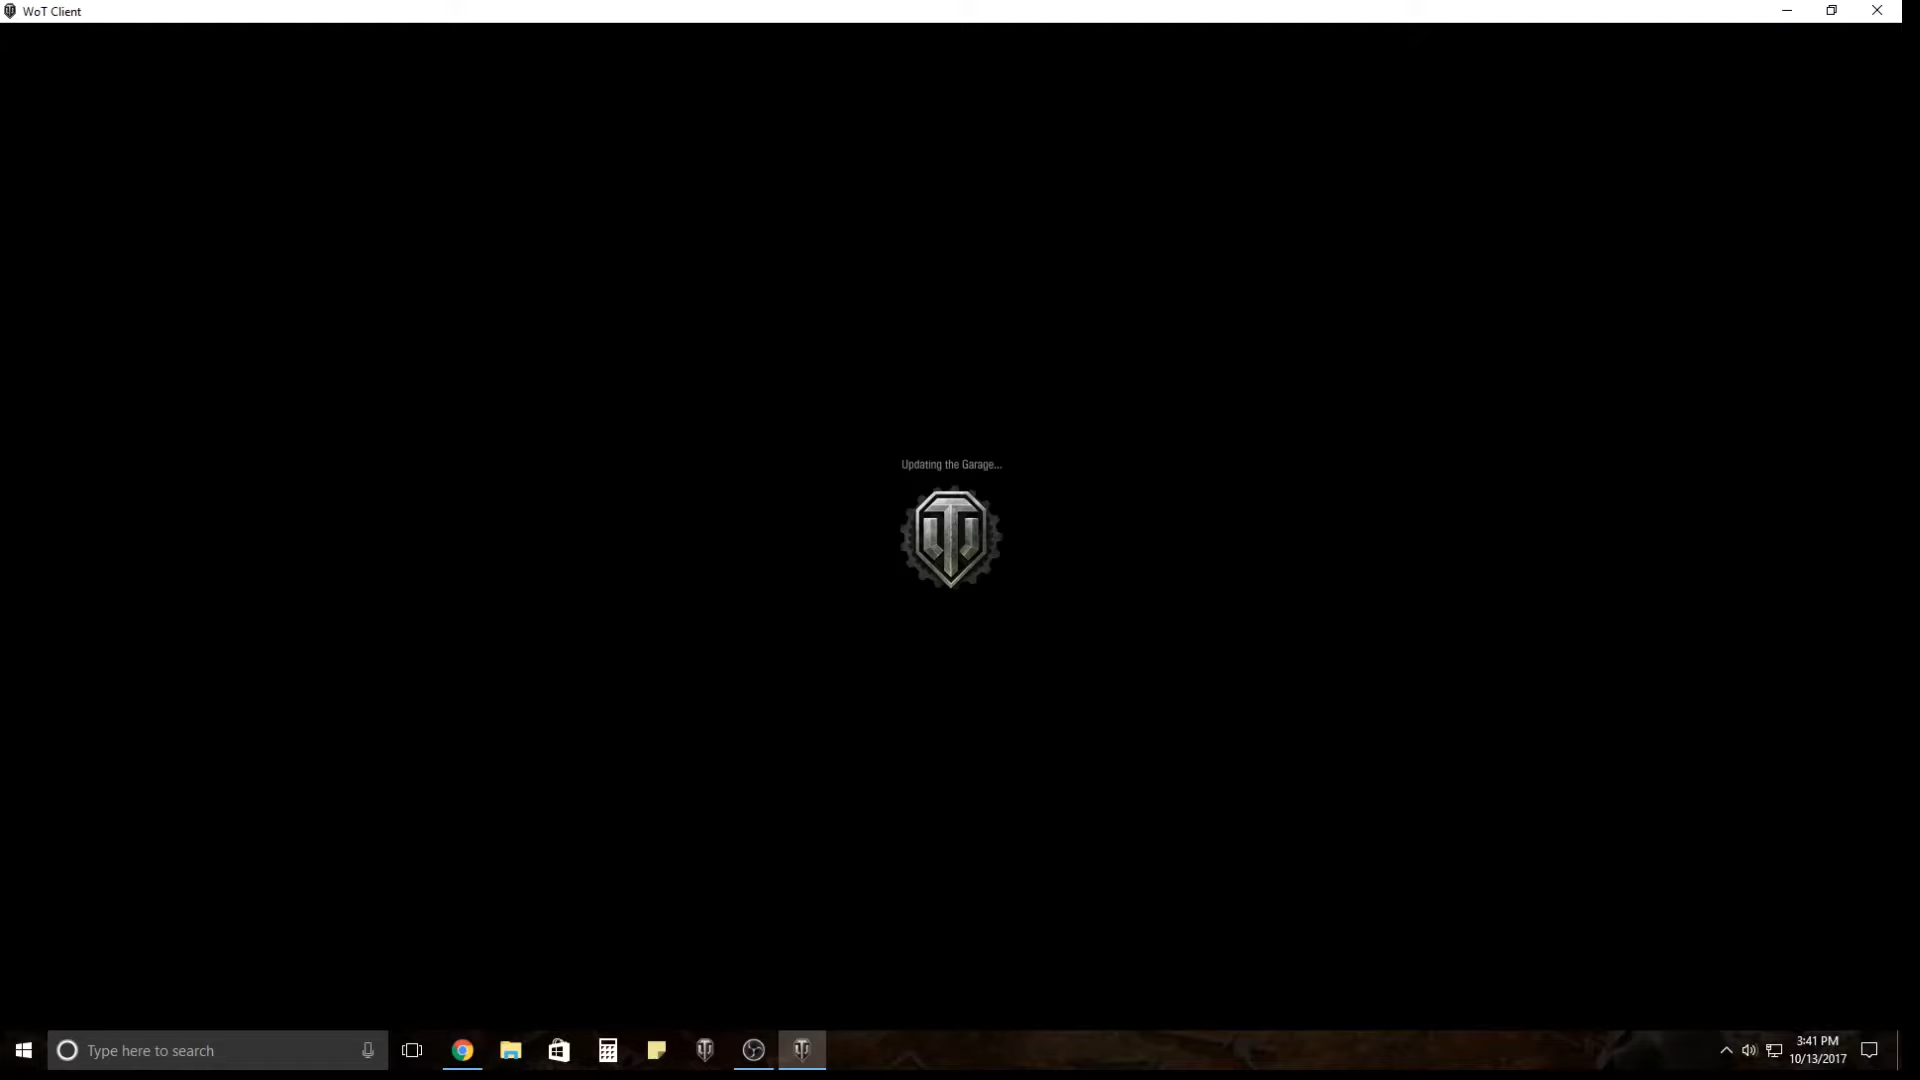 WoT Client
Updating the Garage...
Type here to search
3:41 PM
10/13/2017